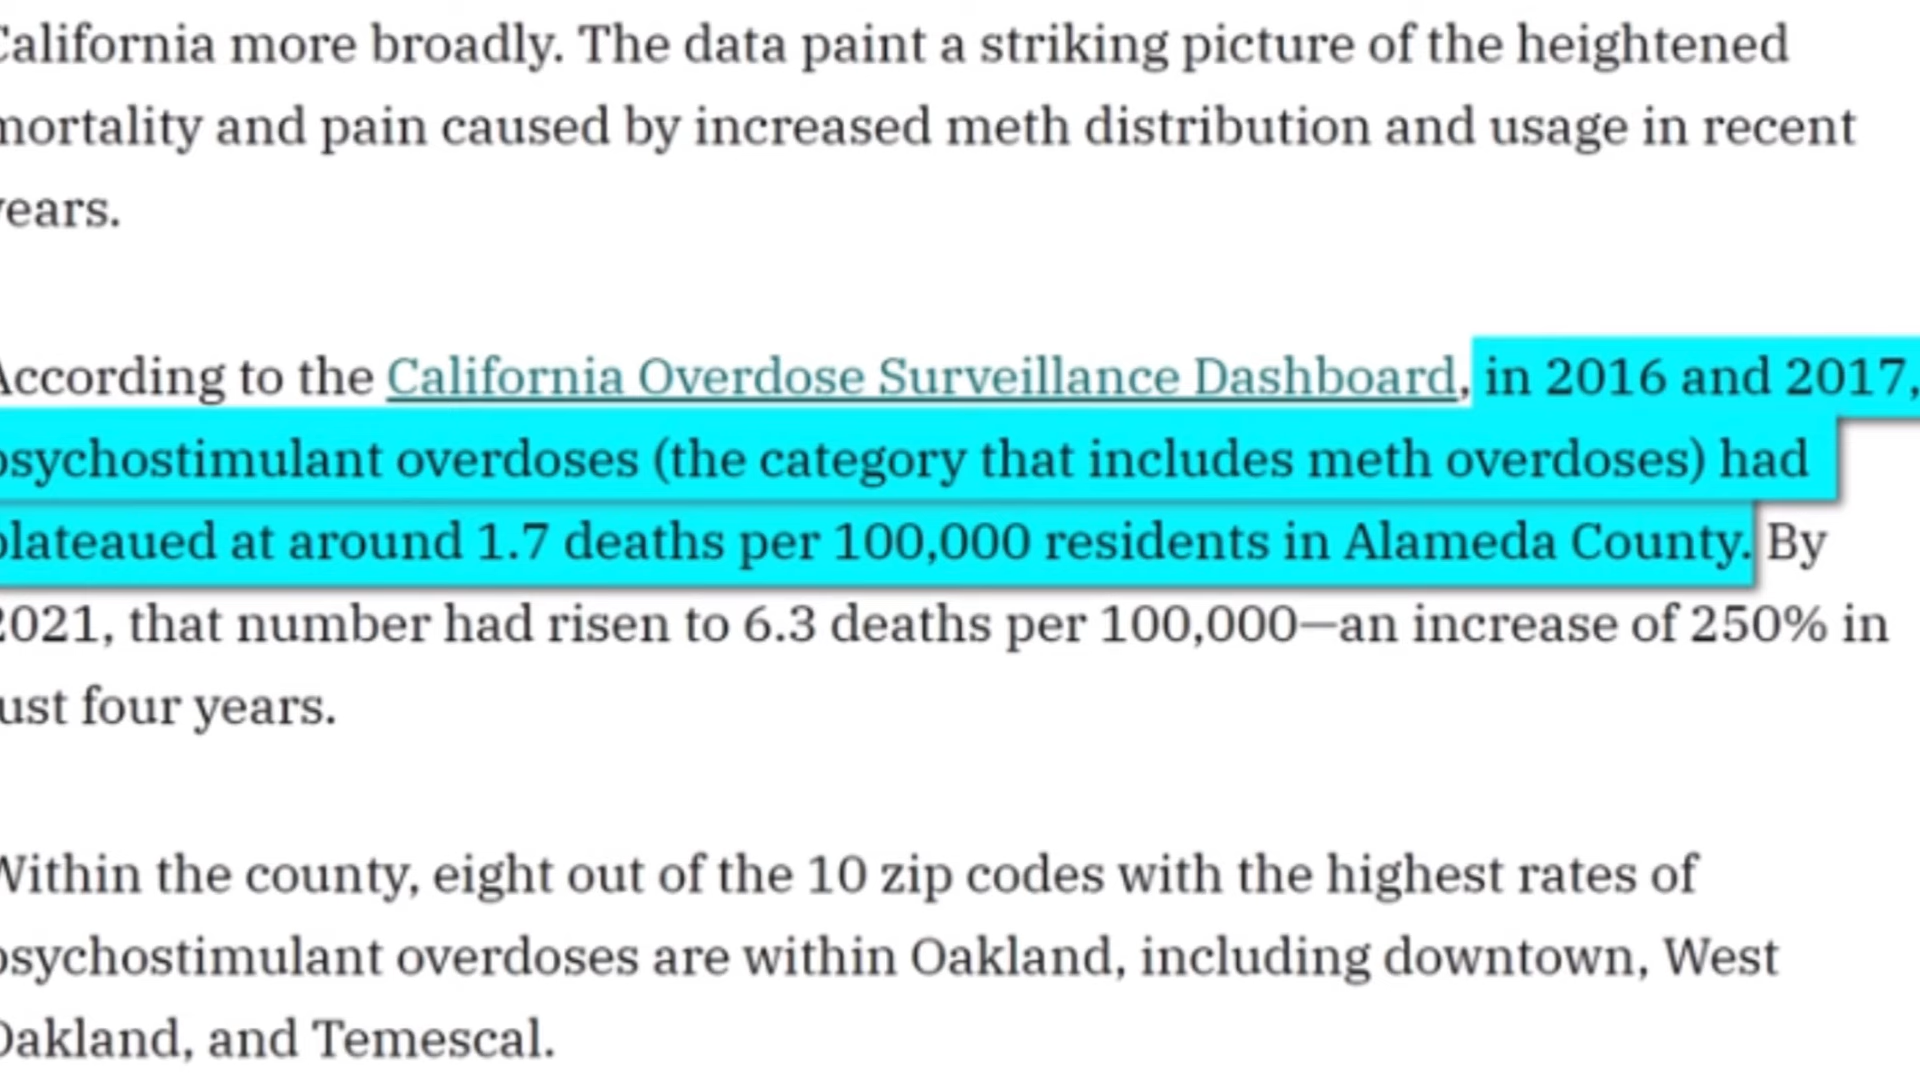 California more broadly. The data paint a striking picture of the heightened
mortality and pain caused by increased meth distribution and usage in recent
years.
According to the California Overdose Surveillance Dashboard, in 2016 and 2017,
psychostimulant overdoses (the category that includes meth overdoses) had
plateaued at around 1.7 deaths per 100,000 residents in Alameda County. By
2021, that number had risen to 6.3 deaths per 100,000—an increase of 250% in
just four years.
Within the county, eight out of the 10 zip codes with the highest rates of
psychostimulant overdoses are within Oakland, including downtown, West
Oakland, and Temescal.